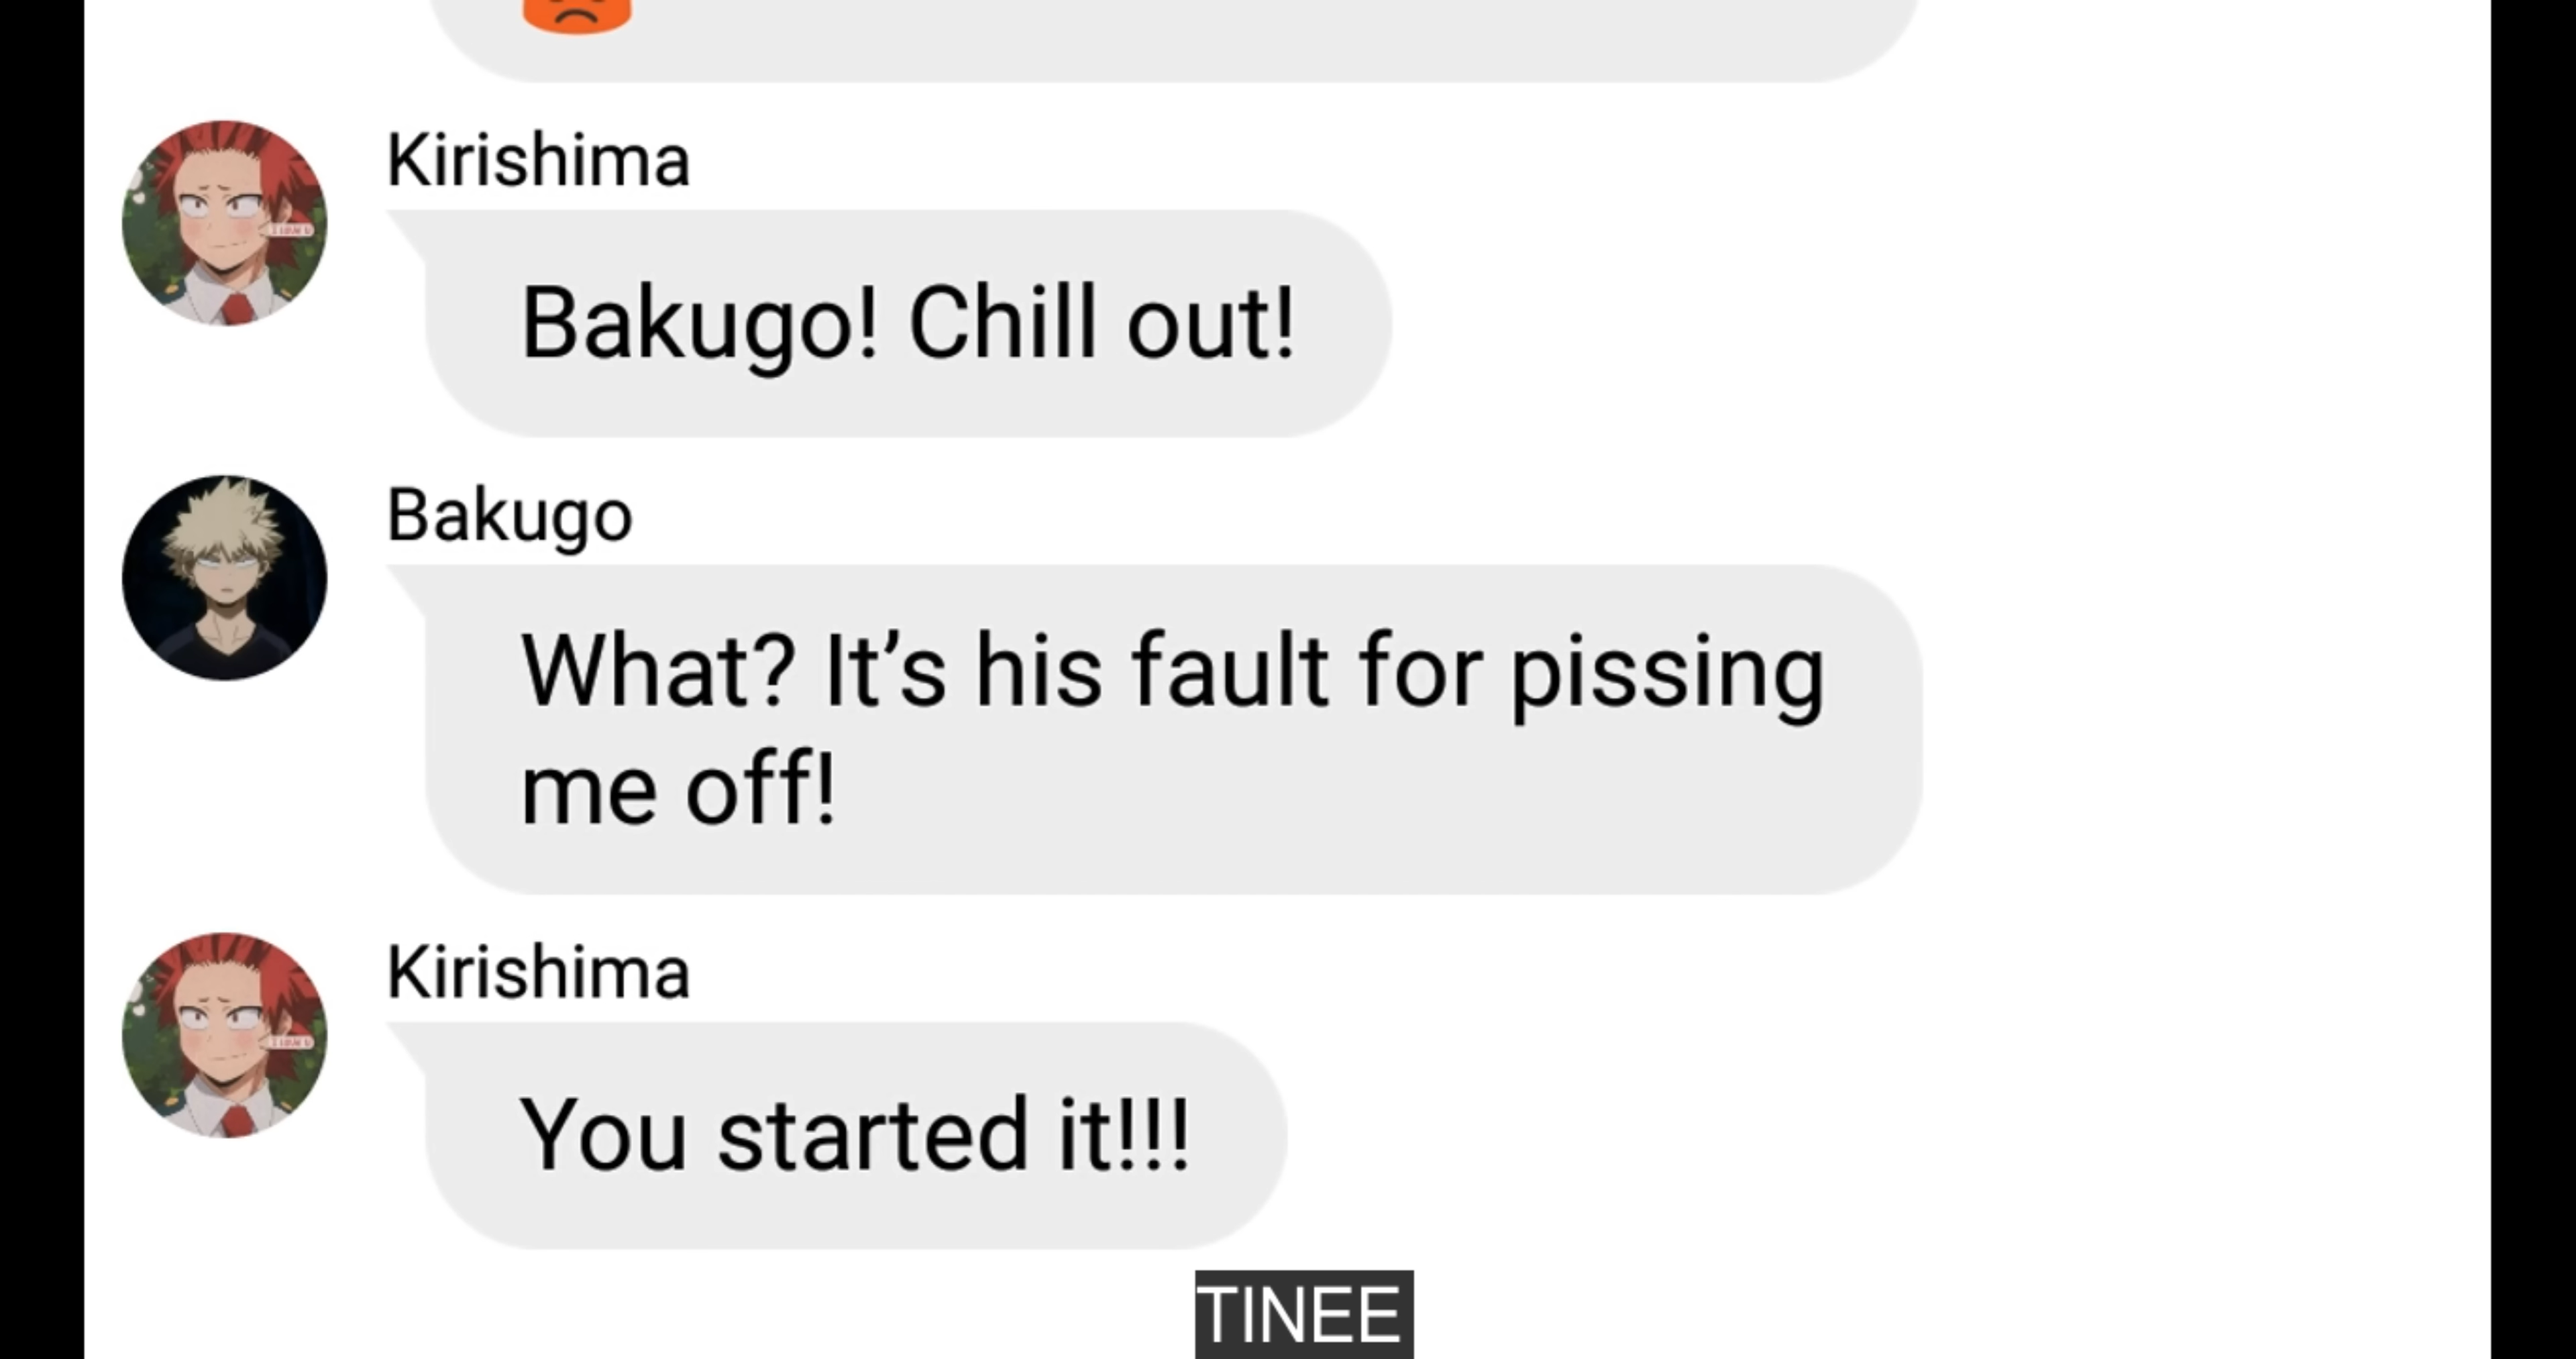 Kirishima
Bakugo! Chill out!
Bakugo
What? It’s his fault for pissing
me off!
Kirishima
You started it!!!
TINEE